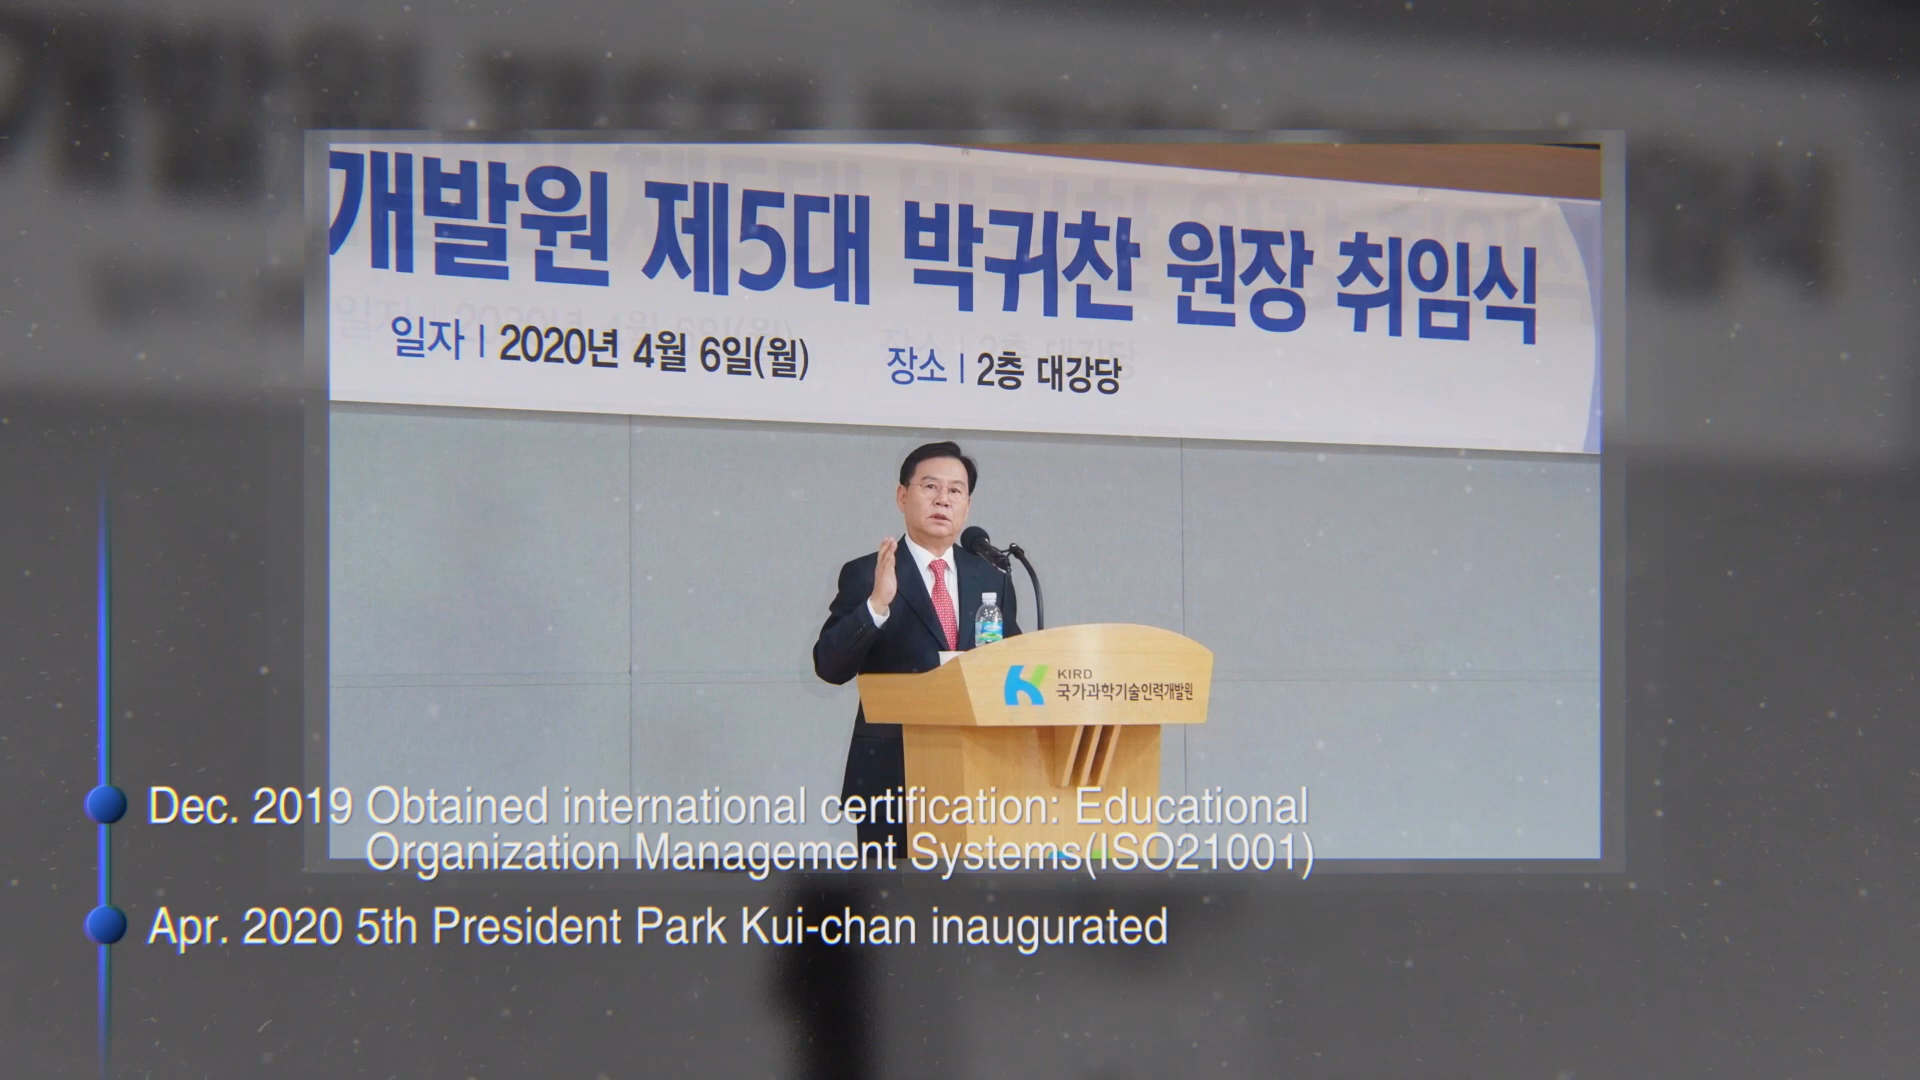 개발원 제5대 박귀찬 원장 취임식
일자 | 2020년 4월 6일(월) 장소 | 2층 대강당
KIRD
국가과학기술인력개발원
Dec. 2019 Obtained international certification: Educational
Organization Management Systems(ISO21001)
Apr. 2020 5th President Park Kui-chan inaugurated